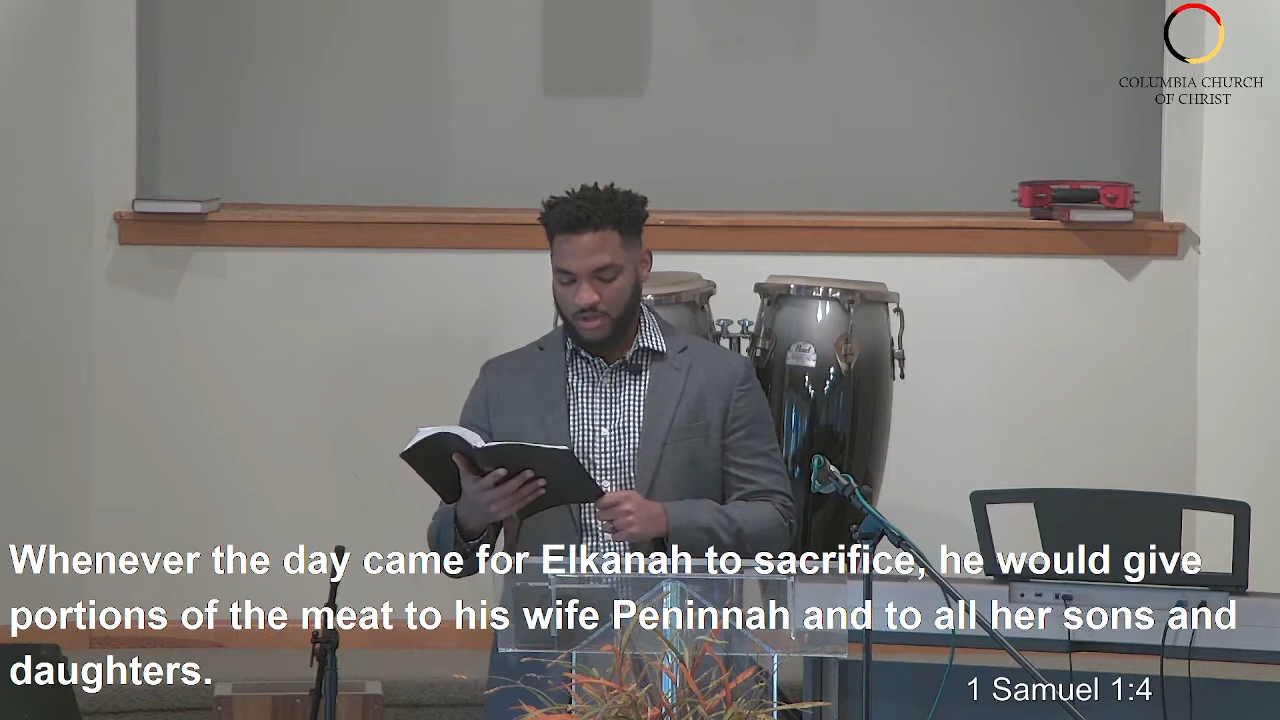 COLUMBIA CHURCH
OF CHRIST
Whenever the day came for Elkanah to sacrifice, he would give
portions of the meat to his wife Peninnah and to all her sons and
daughters.
1 Samuel 1:4